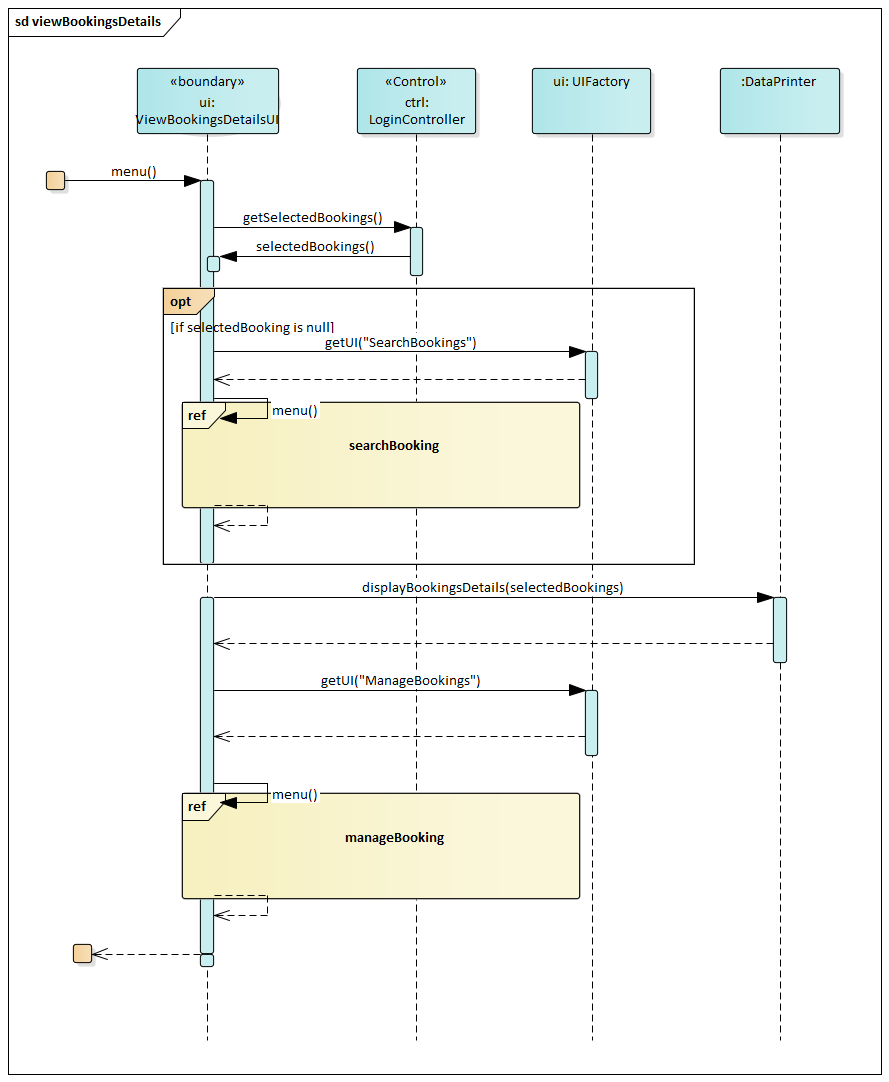 sd viewBookingsDetails
«boundary»
ui:
ViewBookingsDetailsUI
«Control»
ctrl:
LoginController
ui: UIFactory
:DataPrinter
menu()
getSelectedBookings()
selectedBookings()
opt
[if selectedBooking is null]
getUI("SearchBookings")
menu()
ref
searchBooking
displayBookingsDetails(selectedBookings)
getUI("ManageBookings")
menu()
ref
manageBooking